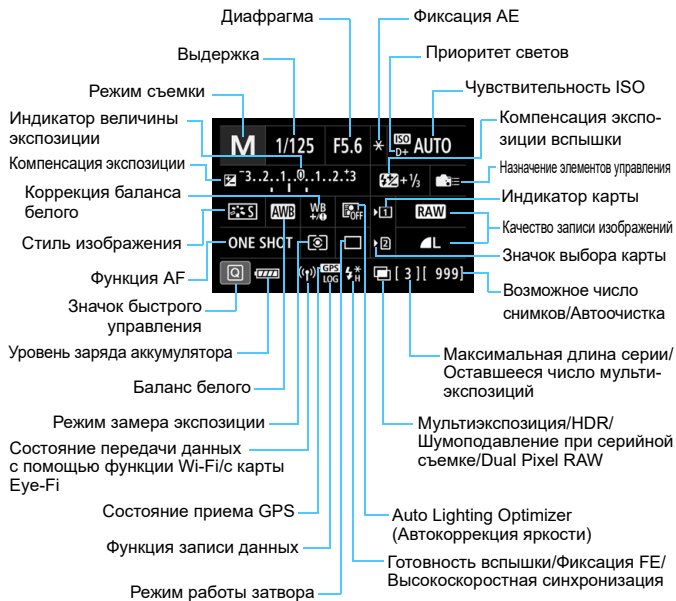 Диафрагма
Фиксация AE
Выдержка
Приоритет светов
Режим съемки
Чувствительность ISO
Индикатор величины
экспозиции
Компенсация экспо-
зиции вспышки
Компенсация экспозиции
Назначение элементов управления
Коррекция баланса
белого
Индикатор карты
Стиль изображения
Качество записи изображений
Значок выбора карты
Функция AF
Значок быстрого
управления
Возможное число
снимков/Автоочистка
Уровень заряда аккумулятора
Максимальная длина серии/
Оставшееся число мульти-
экспозиций
Баланс белого
Режим замера экспозиции
Мультиэкспозиция/HDR/
Шумоподавление при серийной
съемке/Dual Pixel RAW
Состояние передачи данных
с помощью функции Wi-Fi/с карты
Eye-Fi
Состояние приема GPS
Auto Lighting Optimizer
(Автокоррекция яркости)
Функция записи данных
Готовность вспышки/Фиксация FE/
Высокоскоростная синхронизация
Режим работы затвора
M 1/125 F5.6 * ISO D+ AUTO
-3..2..1..0..1..2.+3 +1/3
S AWB WB +/- OFF 1 RAW
ONE SHOT 2 L
Q GPS LOG H [ 3 ][ 999]